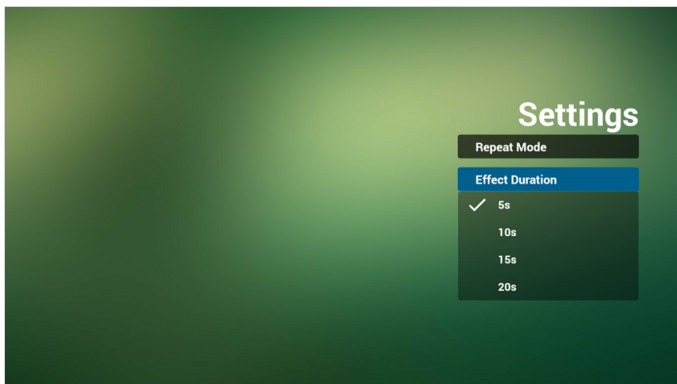 Settings
Repeat Mode
Effect Duration
5s
10s
15s
20s